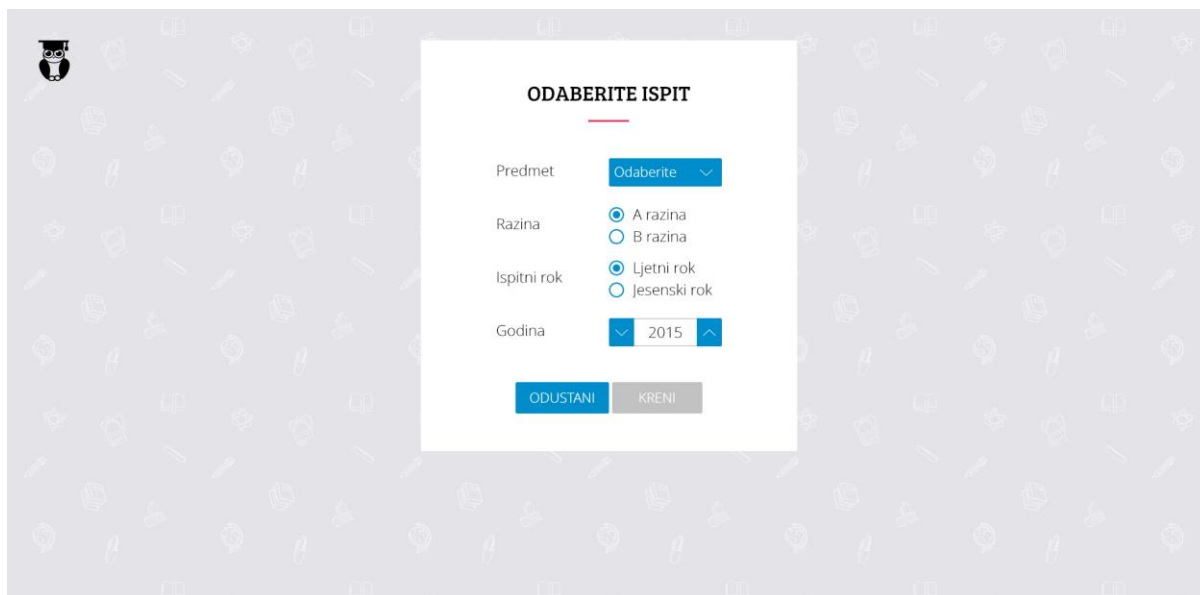 ODABERITE ISPIT
Predmet
Odaberite
Razina
A razina
B razina
Ispitni rok
Ljetni rok
Jesenski rok
Godina
2015
ODUSTANI
KRENI